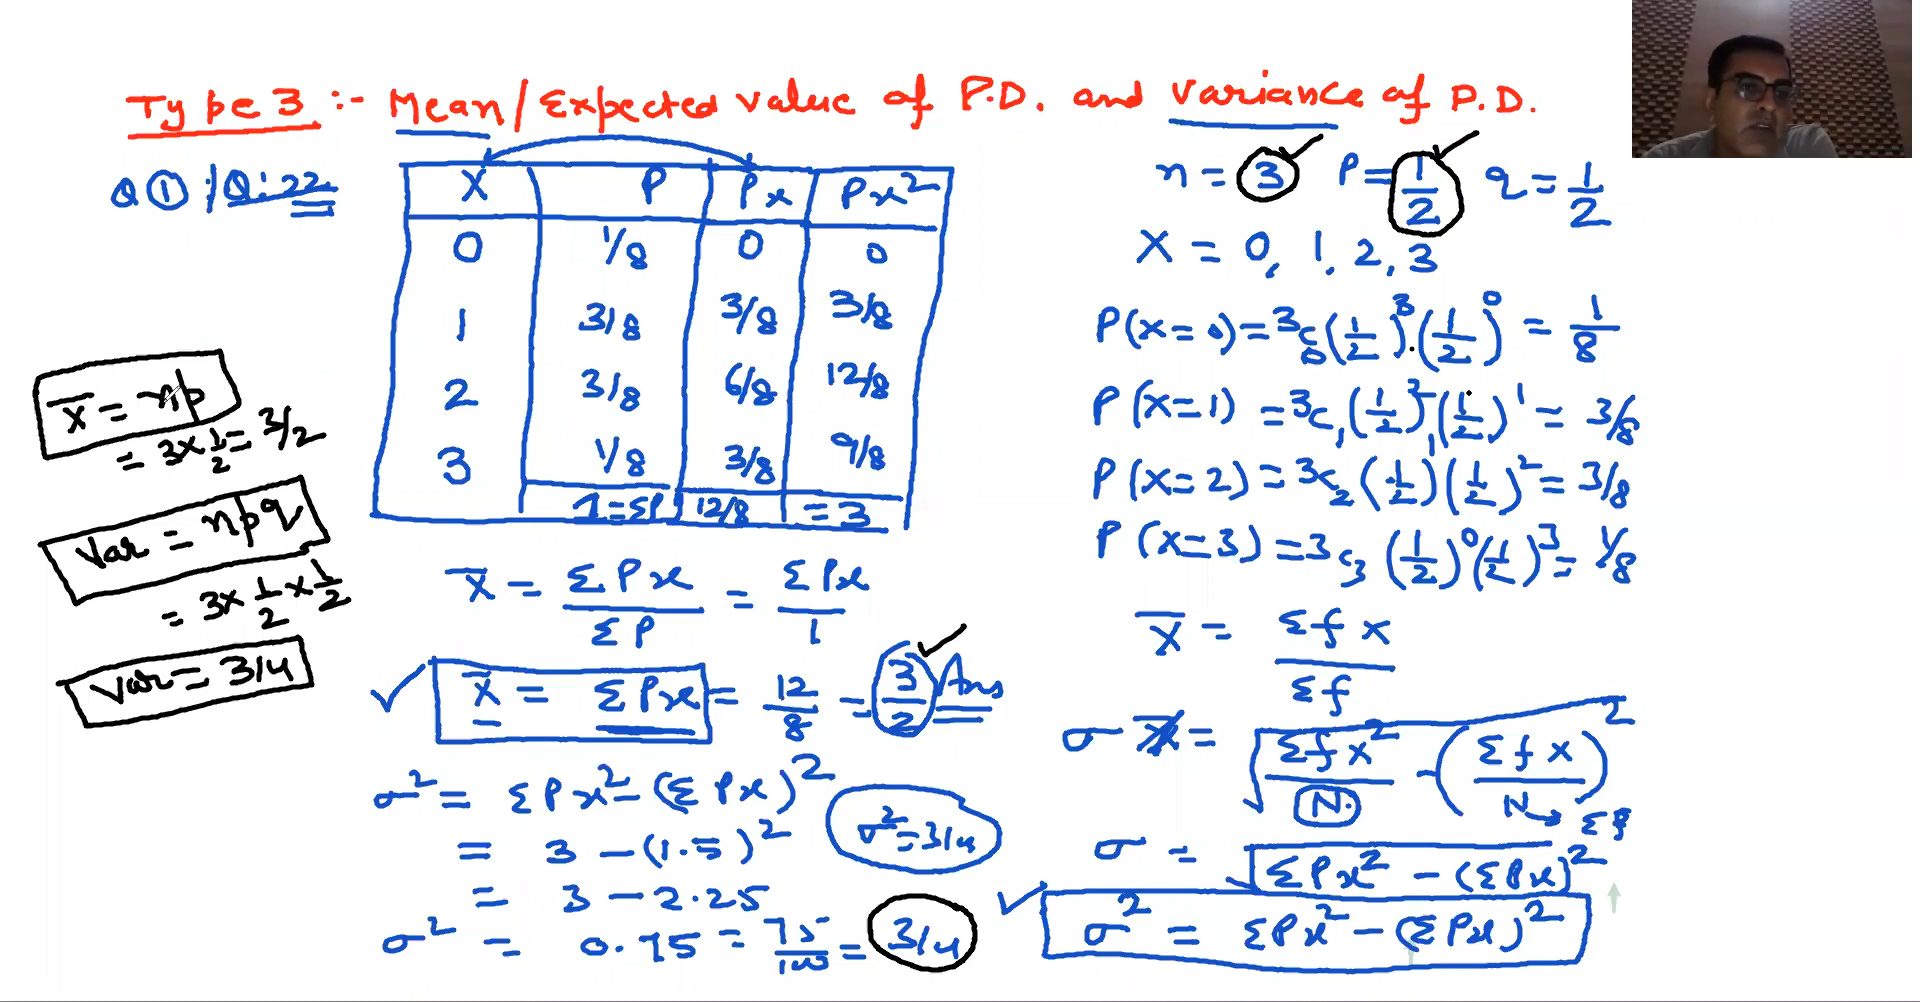 Type 3 :- Mean/Expected value of P.D. and Variance of P.D.
Q ① / Q. 22
X P Px Px²
0 1/8 0 0
1 3/8 3/8 3/8
2 3/8 6/8 12/8
3 1/8 3/8 9/8
1=ΣP 12/8 = 3
X̄ = ΣPx/ΣP = ΣPx/1
X̄ = ΣPx = 12/8 = 3/2 Ans
σ² = ΣPx² - (ΣPx)²
= 3 - (1.5)²
= 3 - 2.25
σ² = 0.75 = 75/100 = 3/4
σ² = 3/4
X̄ = np
= 3 × 1/2 = 3/2
Var = npq
= 3 × 1/2 × 1/2
Var = 3/4
n = 3 P = 1/2 q = 1/2
X = 0, 1, 2, 3
P(X=0) = 3c0 (1/2)³ . (1/2)⁰ = 1/8
P(X=1) = 3c1 (1/2)² (1/2)¹ = 3/8
P(X=2) = 3c2 (1/2)¹ (1/2)² = 3/8
P(X=3) = 3c3 (1/2)⁰ (1/2)³ = 1/8
X̄ = Σfx/Σf
σ = √Σfx²/N - (Σfx/N)²
N → Σf
σ = √ΣPx² - (ΣPx)²
σ² = ΣPx² - (ΣPx)²